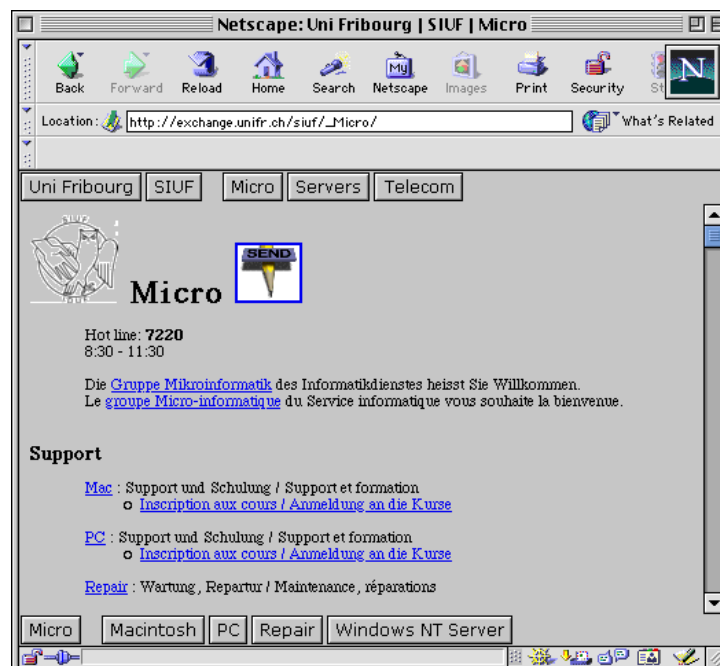 Netscape: Uni Fribourg | SIUF | Micro
Back Forward Reload Home Search Netscape Images Print Security
My
N
Location: http://exchange.unifr.ch/siuf/_Micro/ What's Related
Uni Fribourg SIUF Micro Servers Telecom
SIUF
Micro SEND
Hot line: 7220
8:30 - 11:30
Die Gruppe Mikroinformatik des Informatikdienstes heisst Sie Willkommen.
Le groupe Micro-informatique du Service informatique vous souhaite la bienvenue.
Support
Mac : Support und Schulung / Support et formation
o Inscription aux cours / Anmeldung an die Kurse
PC : Support und Schulung / Support et formation
o Inscription aux cours / Anmeldung an die Kurse
Repair : Wartung, Repartur / Maintenance, réparations
Micro Macintosh PC Repair Windows NT Server